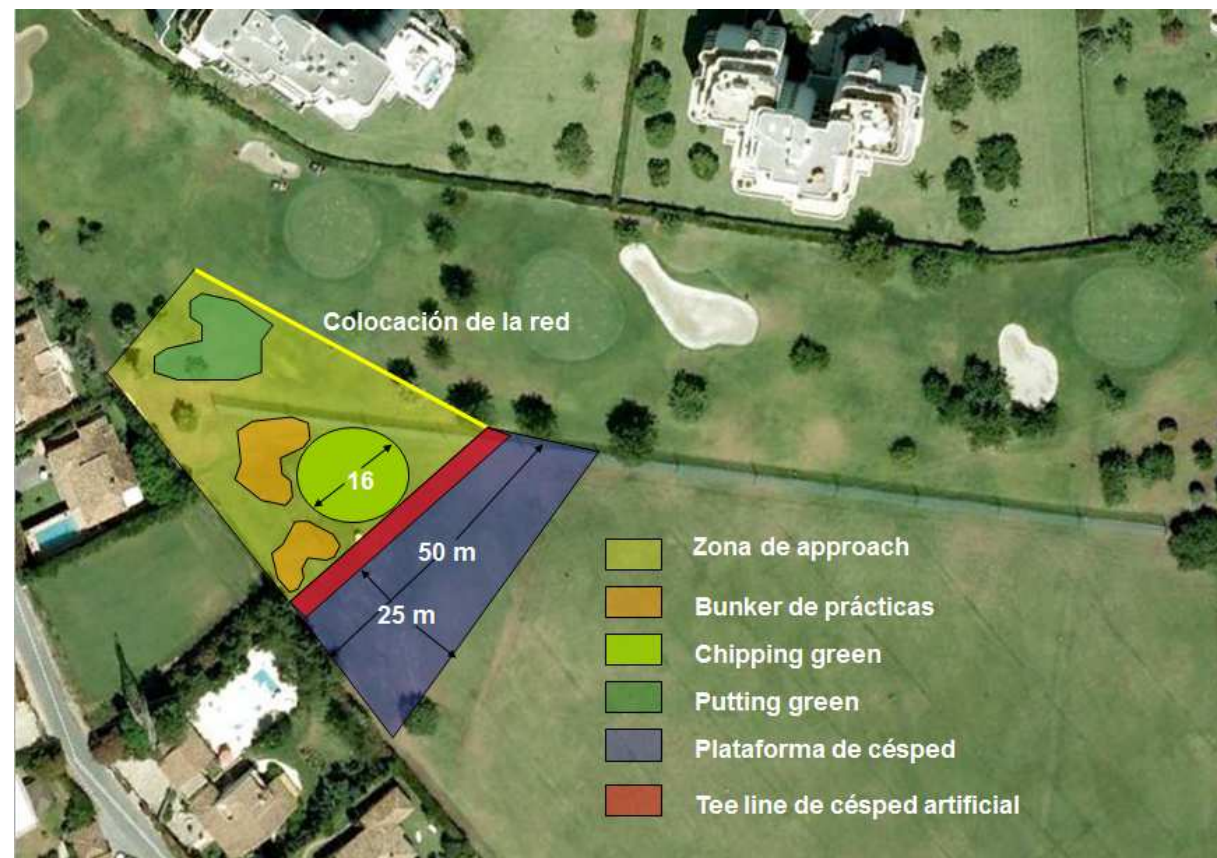 Colocación de la red
16
50 m
25 m
Zona de approach
Bunker de prácticas
Chipping green
Putting green
Plataforma de césped
Tee line de césped artificial